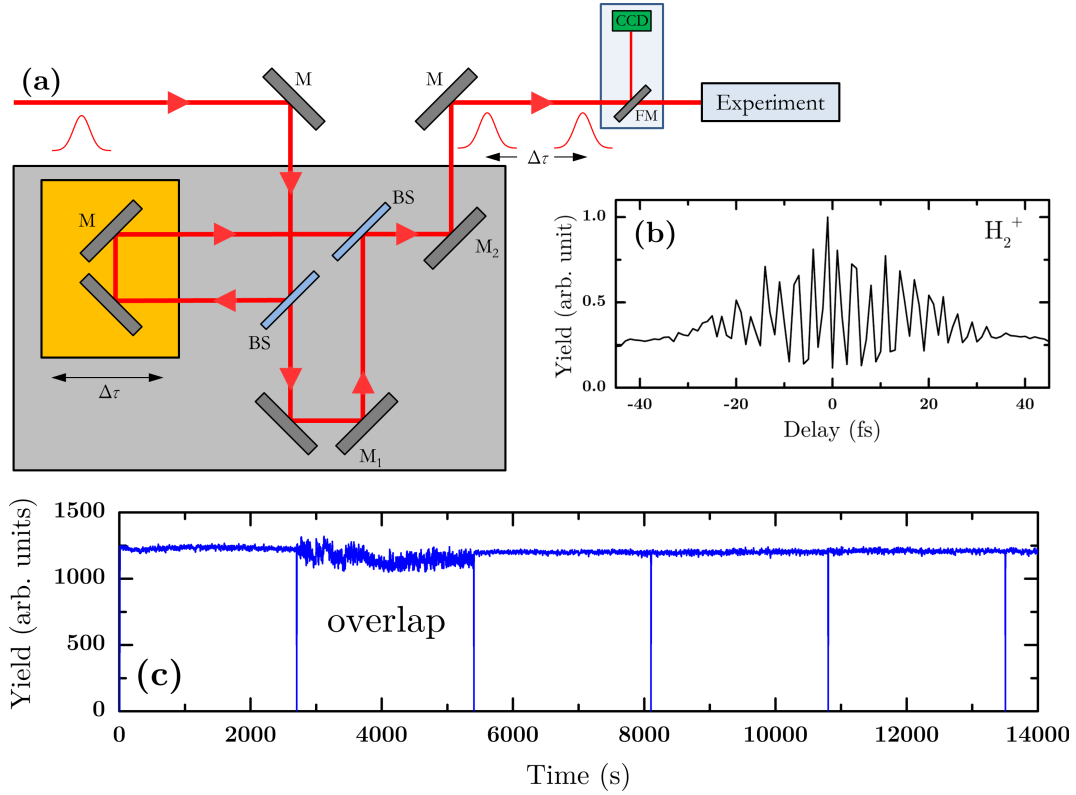 CCD
(a)
M
M
FM
Experiment
Δτ
BS
M
M₂
BS
Δτ
M₁
(b)
H₂⁺
Yield (arb. unit)
1.0
0.5
0.0
-40
-20
0
20
40
Delay (fs)
Yield (arb. units)
1500
1000
500
0
overlap
(c)
0
2000
4000
6000
8000
10000
12000
14000
Time (s)